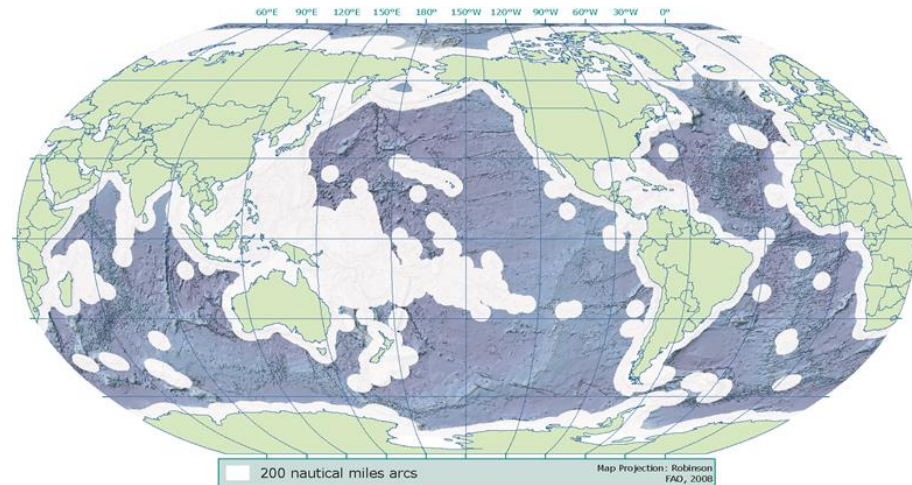 60°E 90°E 120°E 150°E 180° 150°W 120°W 90°W 60°W 30°W 0°
200 nautical miles arcs
Map Projection: Robinson
FAO, 2008